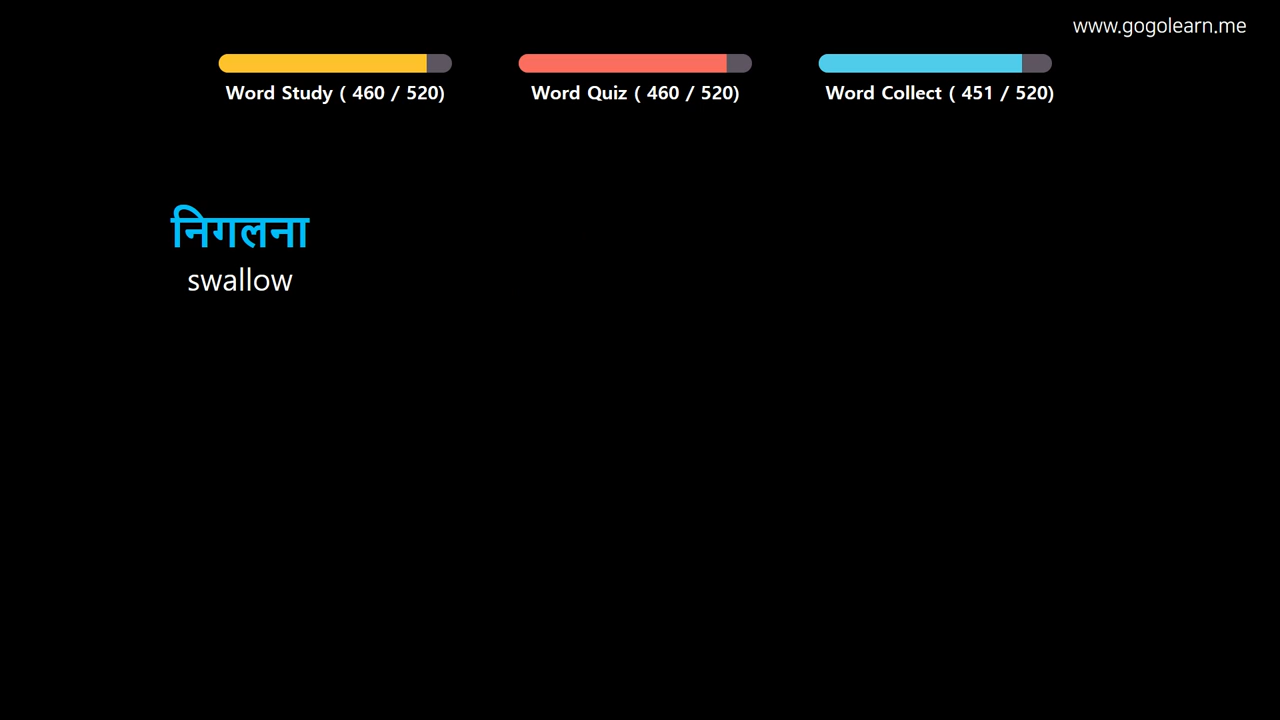 www.gogolearn.me
Word Study ( 460 / 520)
Word Quiz ( 460 / 520)
Word Collect ( 451 / 520)
निगलना
swallow